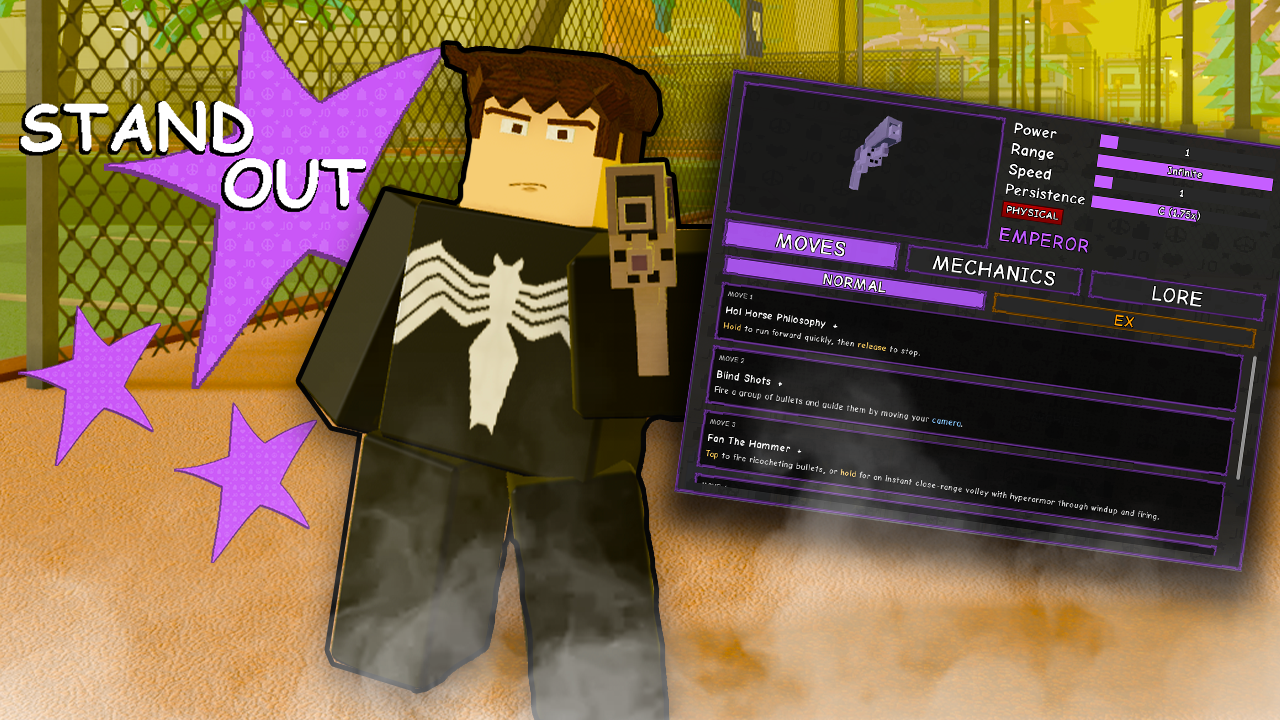 STAND
OUT
Power
1
Range
Infinite
Speed
1
Persistence
C (1.75X)
PHYSICAL
EMPEROR
MOVES
MECHANICS
LORE
NORMAL
EX
MOVE 1
Hol Horse Philosophy +
Hold to run forward quickly, then release to stop.
MOVE 2
Blind Shots +
Fire a group of bullets and guide them by moving your camera.
MOVE 3
Fan The Hammer +
Tap to fire ricocheting bullets, or hold for an instant close-range volley with hyperarmor through windup and firing.